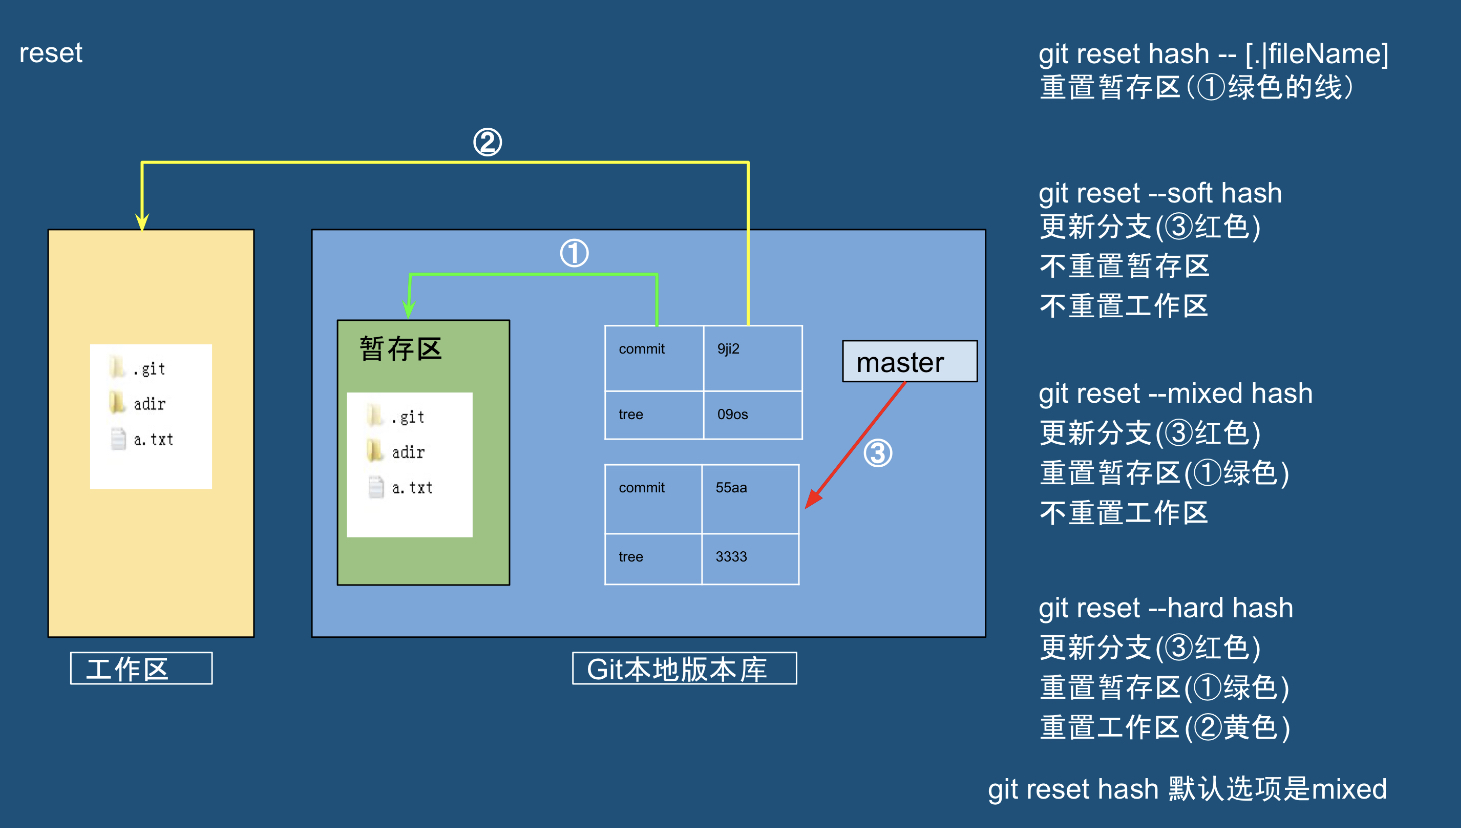 reset
②
①
暂存区
.git
adir
a.txt
.git
adir
a.txt
commit
9ji2
tree
09os
commit
55aa
tree
3333
master
③
工作区
Git本地版本库
git reset hash -- [.|fileName]
重置暂存区(①绿色的线)
git reset --soft hash
更新分支(③红色)
不重置暂存区
不重置工作区
git reset --mixed hash
更新分支(③红色)
重置暂存区(①绿色)
不重置工作区
git reset --hard hash
更新分支(③红色)
重置暂存区(①绿色)
重置工作区(②黄色)
git reset hash 默认选项是mixed